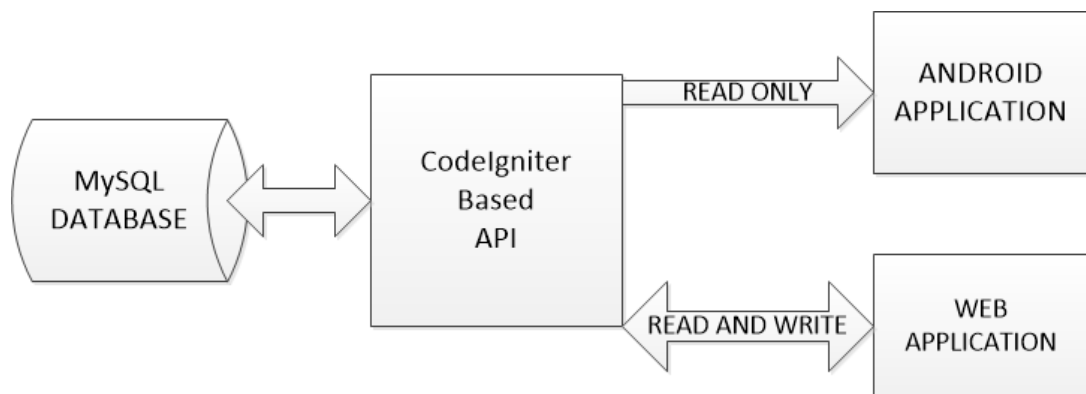 MySQL
DATABASE
CodeIgniter
Based
API
READ ONLY
ANDROID
APPLICATION
READ AND WRITE
WEB
APPLICATION